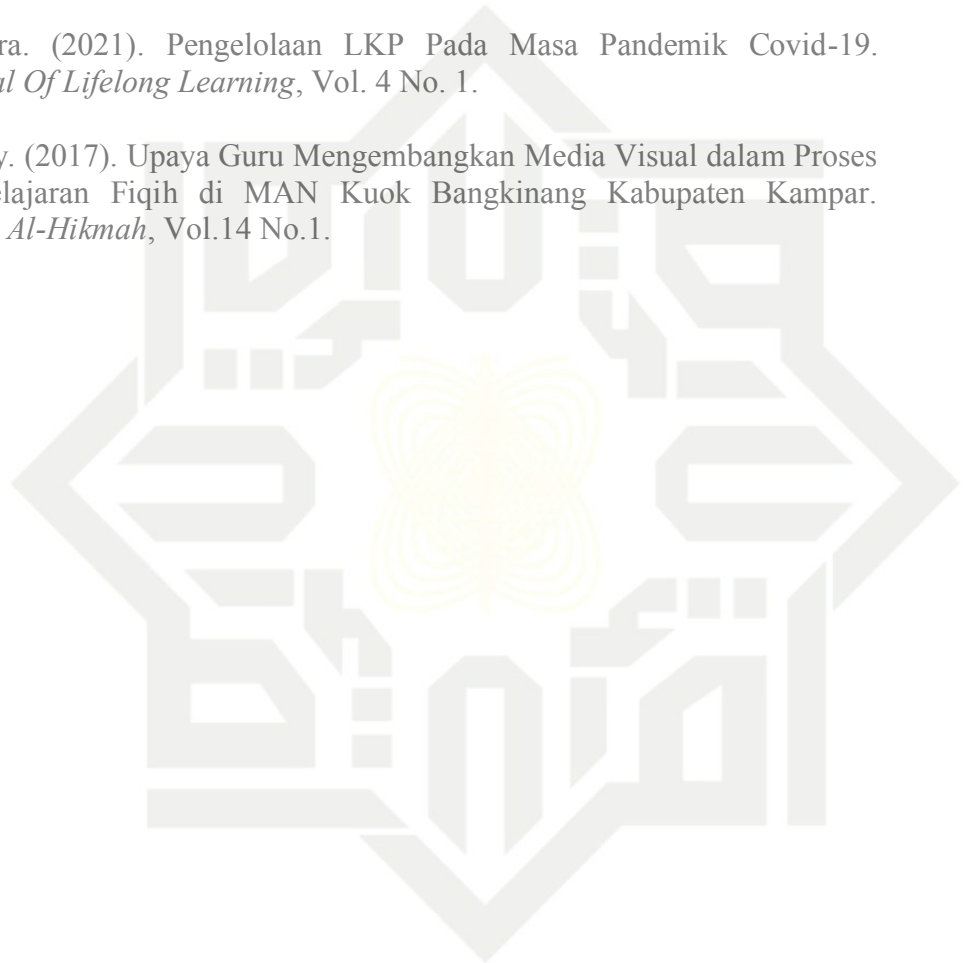 ra. (2021). Pengelolaan LKP Pada Masa Pandemik Covid-19.
al Of Lifelong Learning, Vol. 4 No. 1.
y. (2017). Upaya Guru Mengembangkan Media Visual dalam Proses
elajaran Fiqih di MAN Kuok Bangkinang Kabupaten Kampar.
Al-Hikmah, Vol.14 No.1.